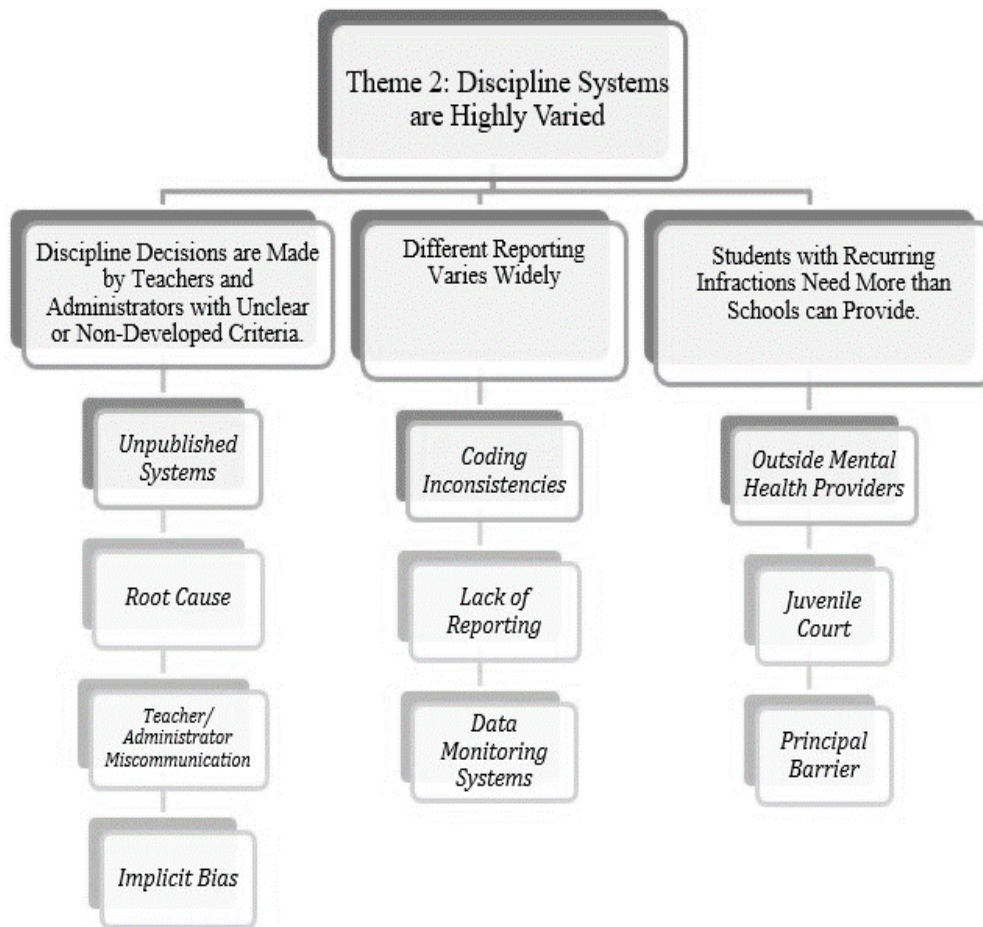 Theme 2: Discipline Systems
are Highly Varied
Discipline Decisions are Made
by Teachers and
Administrators with Unclear
or Non-Developed Criteria.
Unpublished
Systems
Root Cause
Teacher/
Administrator
Miscommunication
Implicit Bias
Different Reporting
Varies Widely
Coding
Inconsistencies
Lack of
Reporting
Data
Monitoring
Systems
Students with Recurring
Infractions Need More than
Schools can Provide.
Outside Mental
Health Providers
Juvenile
Court
Principal
Barrier